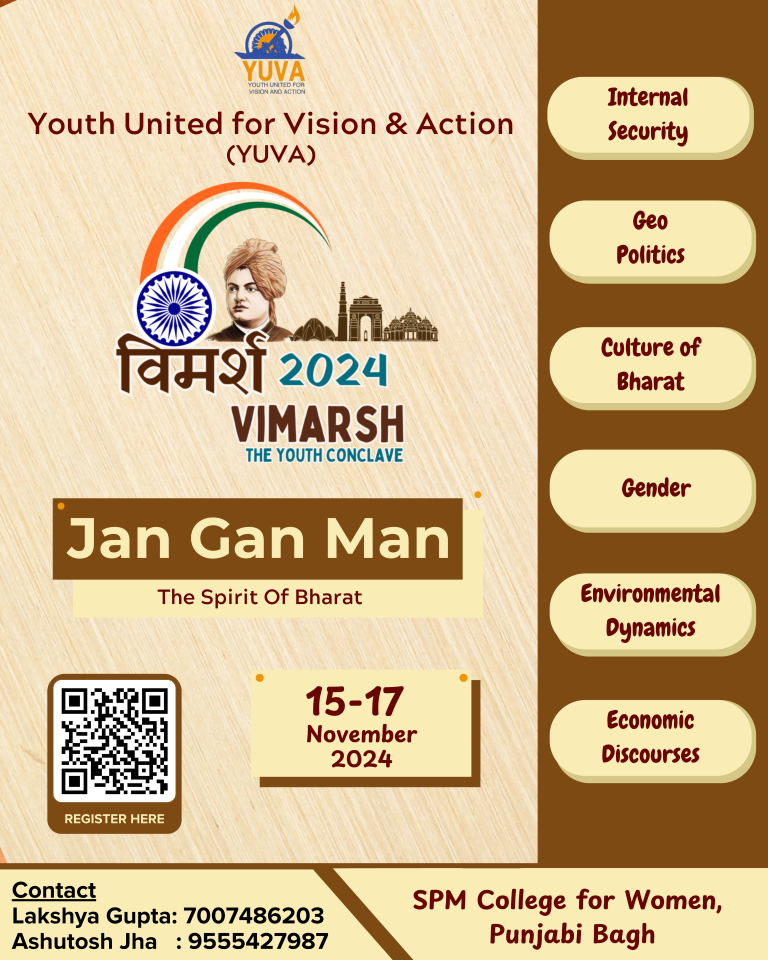 YUVA
YOUTH UNITED FOR
VISION AND ACTION
Youth United for Vision & Action
(YUVA)
विमर्श 2024
VIMARSH
THE YOUTH CONCLAVE
Jan Gan Man
The Spirit Of Bharat
REGISTER HERE
15-17
November
2024
Internal
Security
Geo
Politics
Culture of
Bharat
Gender
Environmental
Dynamics
Economic
Discourses
Contact
Lakshya Gupta: 7007486203
Ashutosh Jha : 9555427987
SPM College for Women,
Punjabi Bagh